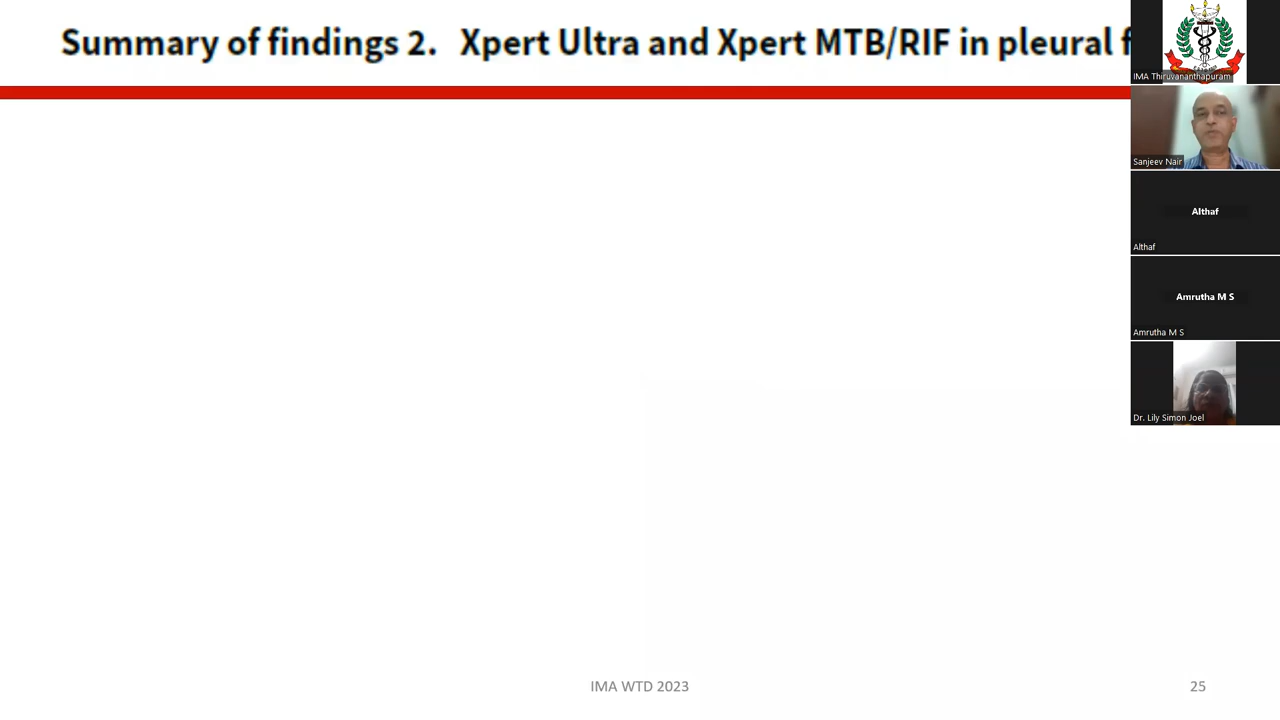 Summary of findings 2. Xpert Ultra and Xpert MTB/RIF in pleural f
IMA Thiruvananthapuram
Sanjeev Nair
Althaf
Althaf
Amrutha M S
Amrutha M S
Dr. Lily Simon Joel
IMA WTD 2023
25